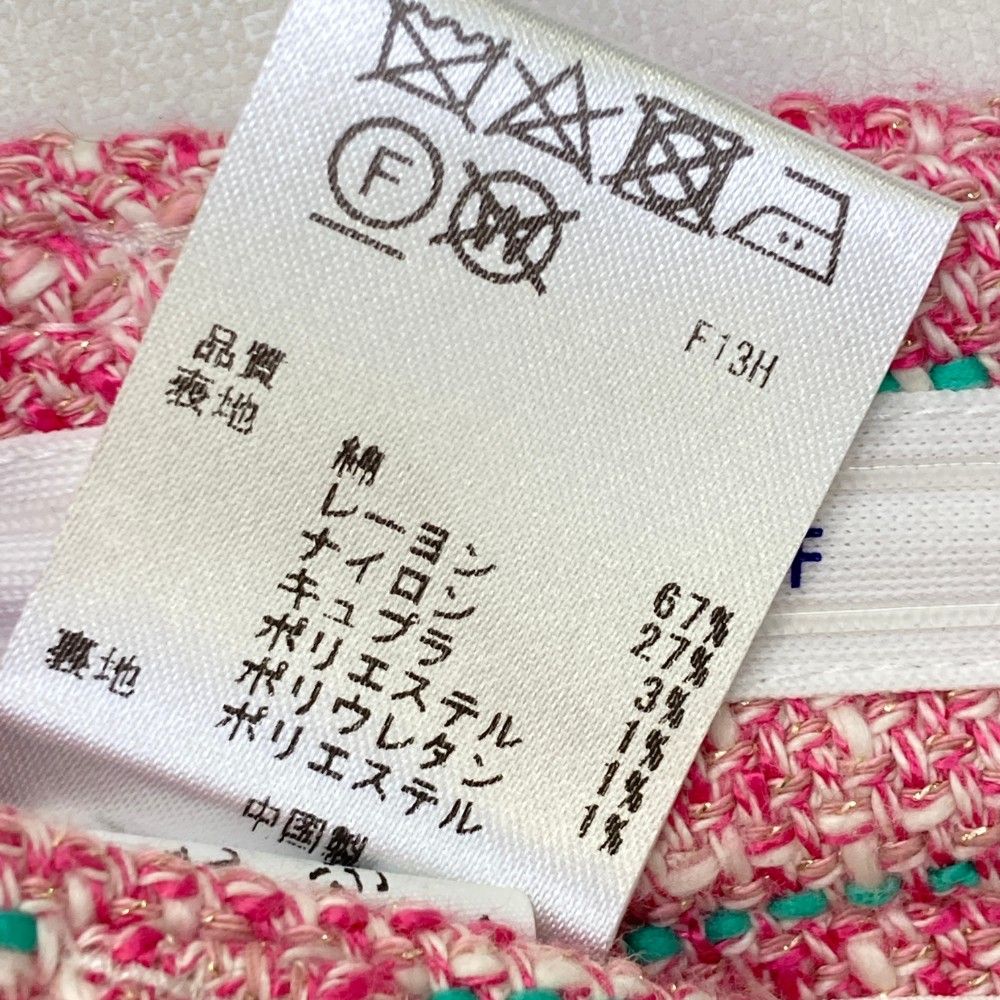 F
W
F13H
品質
表地
綿 67%
レーヨン 27%
ナイロン 3%
キュプラ 1%
ポリエステル 1%
ポリウレタン 1%
裏地 ポリエステル
中国製